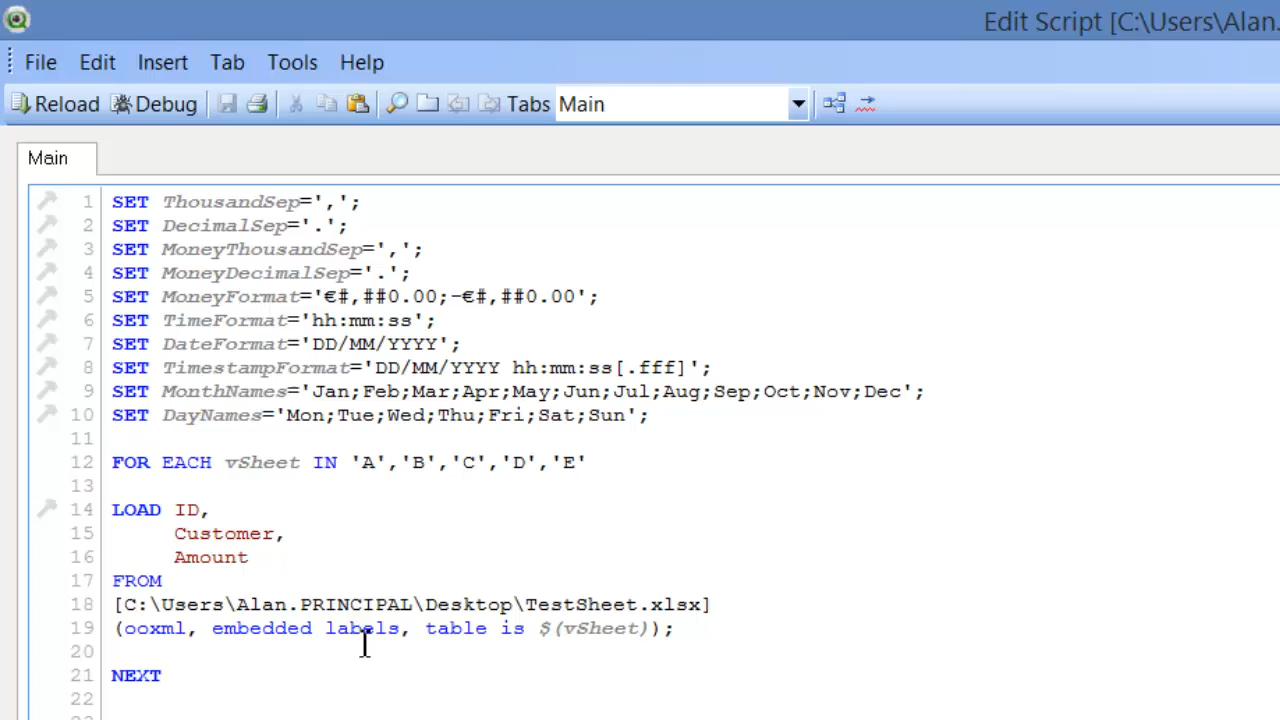 Edit Script [C:\Users\Alan.
File Edit Insert Tab Tools Help
Reload Debug Tabs Main
Main
1 SET ThousandSep=',';
2 SET DecimalSep='.';
3 SET MoneyThousandSep=',';
4 SET MoneyDecimalSep='.';
5 SET MoneyFormat='€#,##0.00;-€#,##0.00';
6 SET TimeFormat='hh:mm:ss';
7 SET DateFormat='DD/MM/YYYY';
8 SET TimestampFormat='DD/MM/YYYY hh:mm:ss[.fff]';
9 SET MonthNames='Jan;Feb;Mar;Apr;May;Jun;Jul;Aug;Sep;Oct;Nov;Dec';
10 SET DayNames='Mon;Tue;Wed;Thu;Fri;Sat;Sun';
11
12 FOR EACH vSheet IN 'A','B','C','D','E'
13
14 LOAD ID,
15 Customer,
16 Amount
17 FROM
18 [C:\Users\Alan.PRINCIPAL\Desktop\TestSheet.xlsx]
19 (ooxml, embedded labels, table is $(vSheet));
20
21 NEXT
22